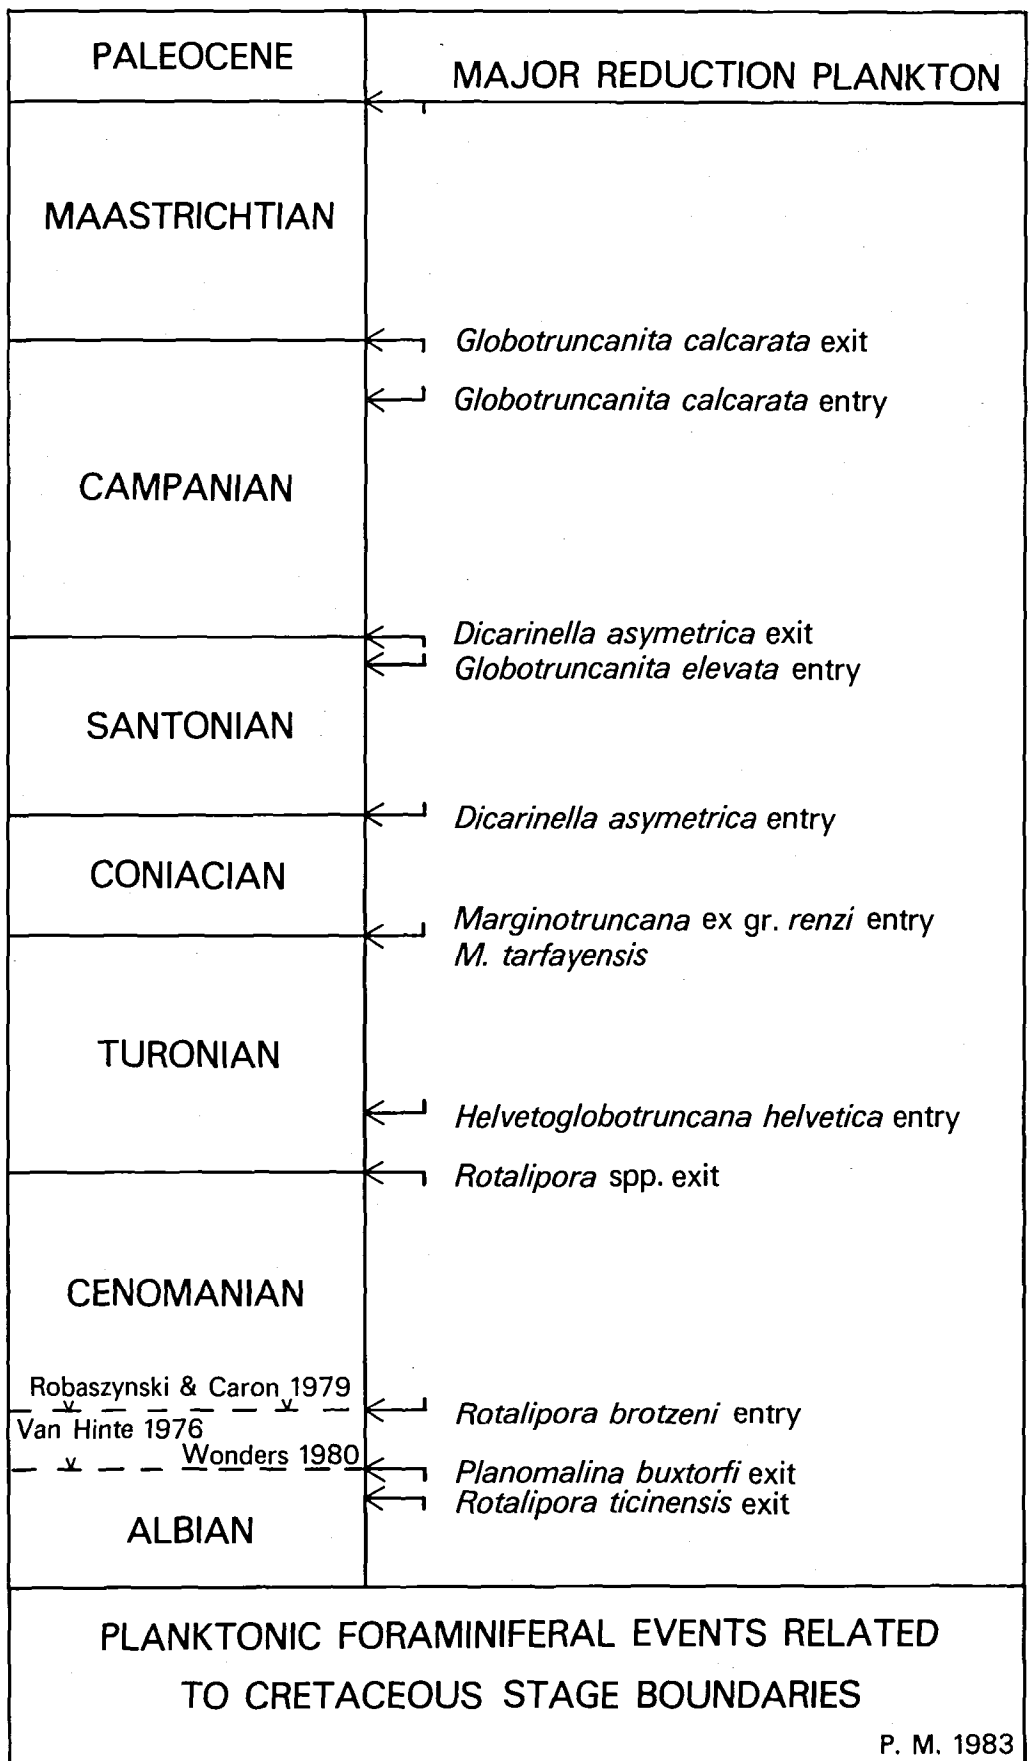 PALEOCENE
MAJOR REDUCTION PLANKTON
MAASTRICHTIAN
Globotruncanita calcarata exit
Globotruncanita calcarata entry
CAMPANIAN
Dicarinella asymetrica exit
Globotruncanita elevata entry
SANTONIAN
Dicarinella asymetrica entry
CONIACIAN
Marginotruncana ex gr. renzi entry
M. tarfayensis
TURONIAN
Helvetoglobotruncana helvetica entry
Rotalipora spp. exit
CENOMANIAN
Robaszynski & Caron 1979
Rotalipora brotzeni entry
Van Hinte 1976
Wonders 1980
Planomalina buxtorfi exit
Rotalipora ticinensis exit
ALBIAN
PLANKTONIC FORAMINIFERAL EVENTS RELATED
TO CRETACEOUS STAGE BOUNDARIES
P. M. 1983